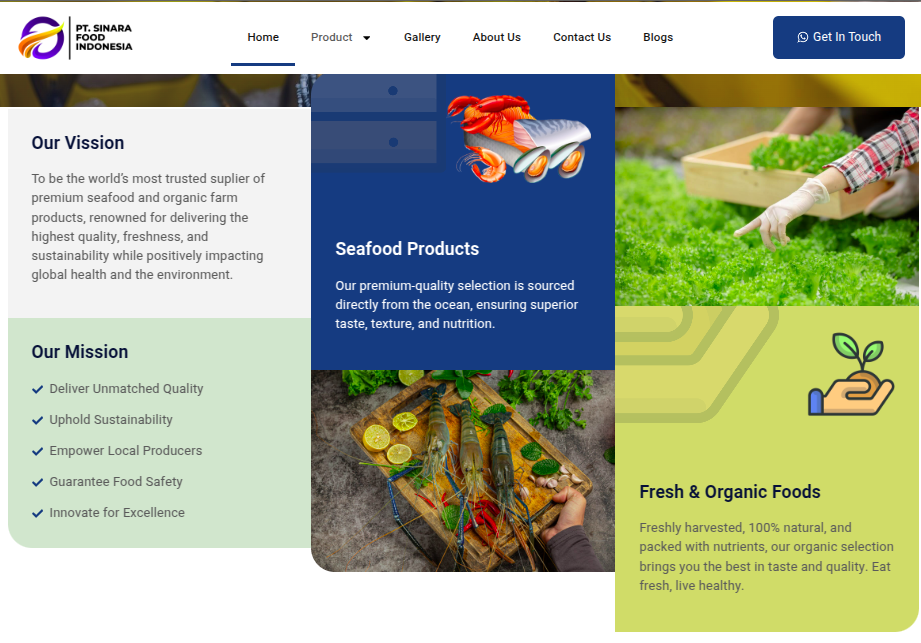 PT. SINARA
FOOD
INDONESIA
Home
Product
Gallery
About Us
Contact Us
Blogs
Get In Touch
Our Vission
To be the world's most trusted suplier of
premium seafood and organic farm
products, renowned for delivering the
highest quality, freshness, and
sustainability while positively impacting
global health and the environment.
Our Mission
Deliver Unmatched Quality
Uphold Sustainability
Empower Local Producers
Guarantee Food Safety
Innovate for Excellence
Seafood Products
Our premium-quality selection is sourced
directly from the ocean, ensuring superior
taste, texture, and nutrition.
Fresh & Organic Foods
Freshly harvested, 100% natural, and
packed with nutrients, our organic selection
brings you the best in taste and quality. Eat
fresh, live healthy.